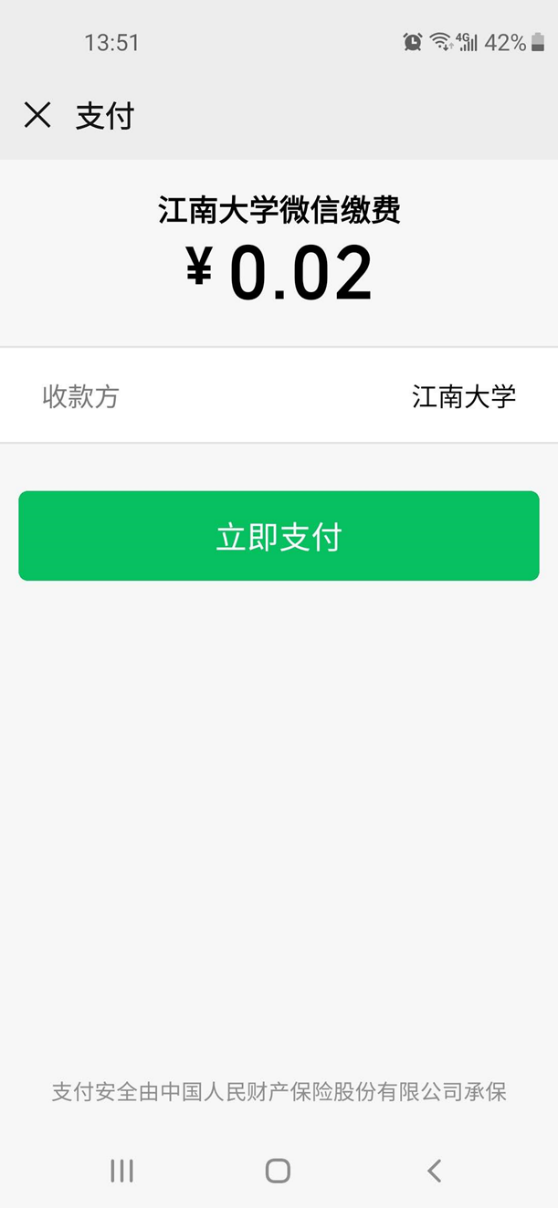 13:51
4G 42%
支付
江南大学微信缴费
¥0.02
收款方 江南大学
立即支付
支付安全由中国人民财产保险股份有限公司承保